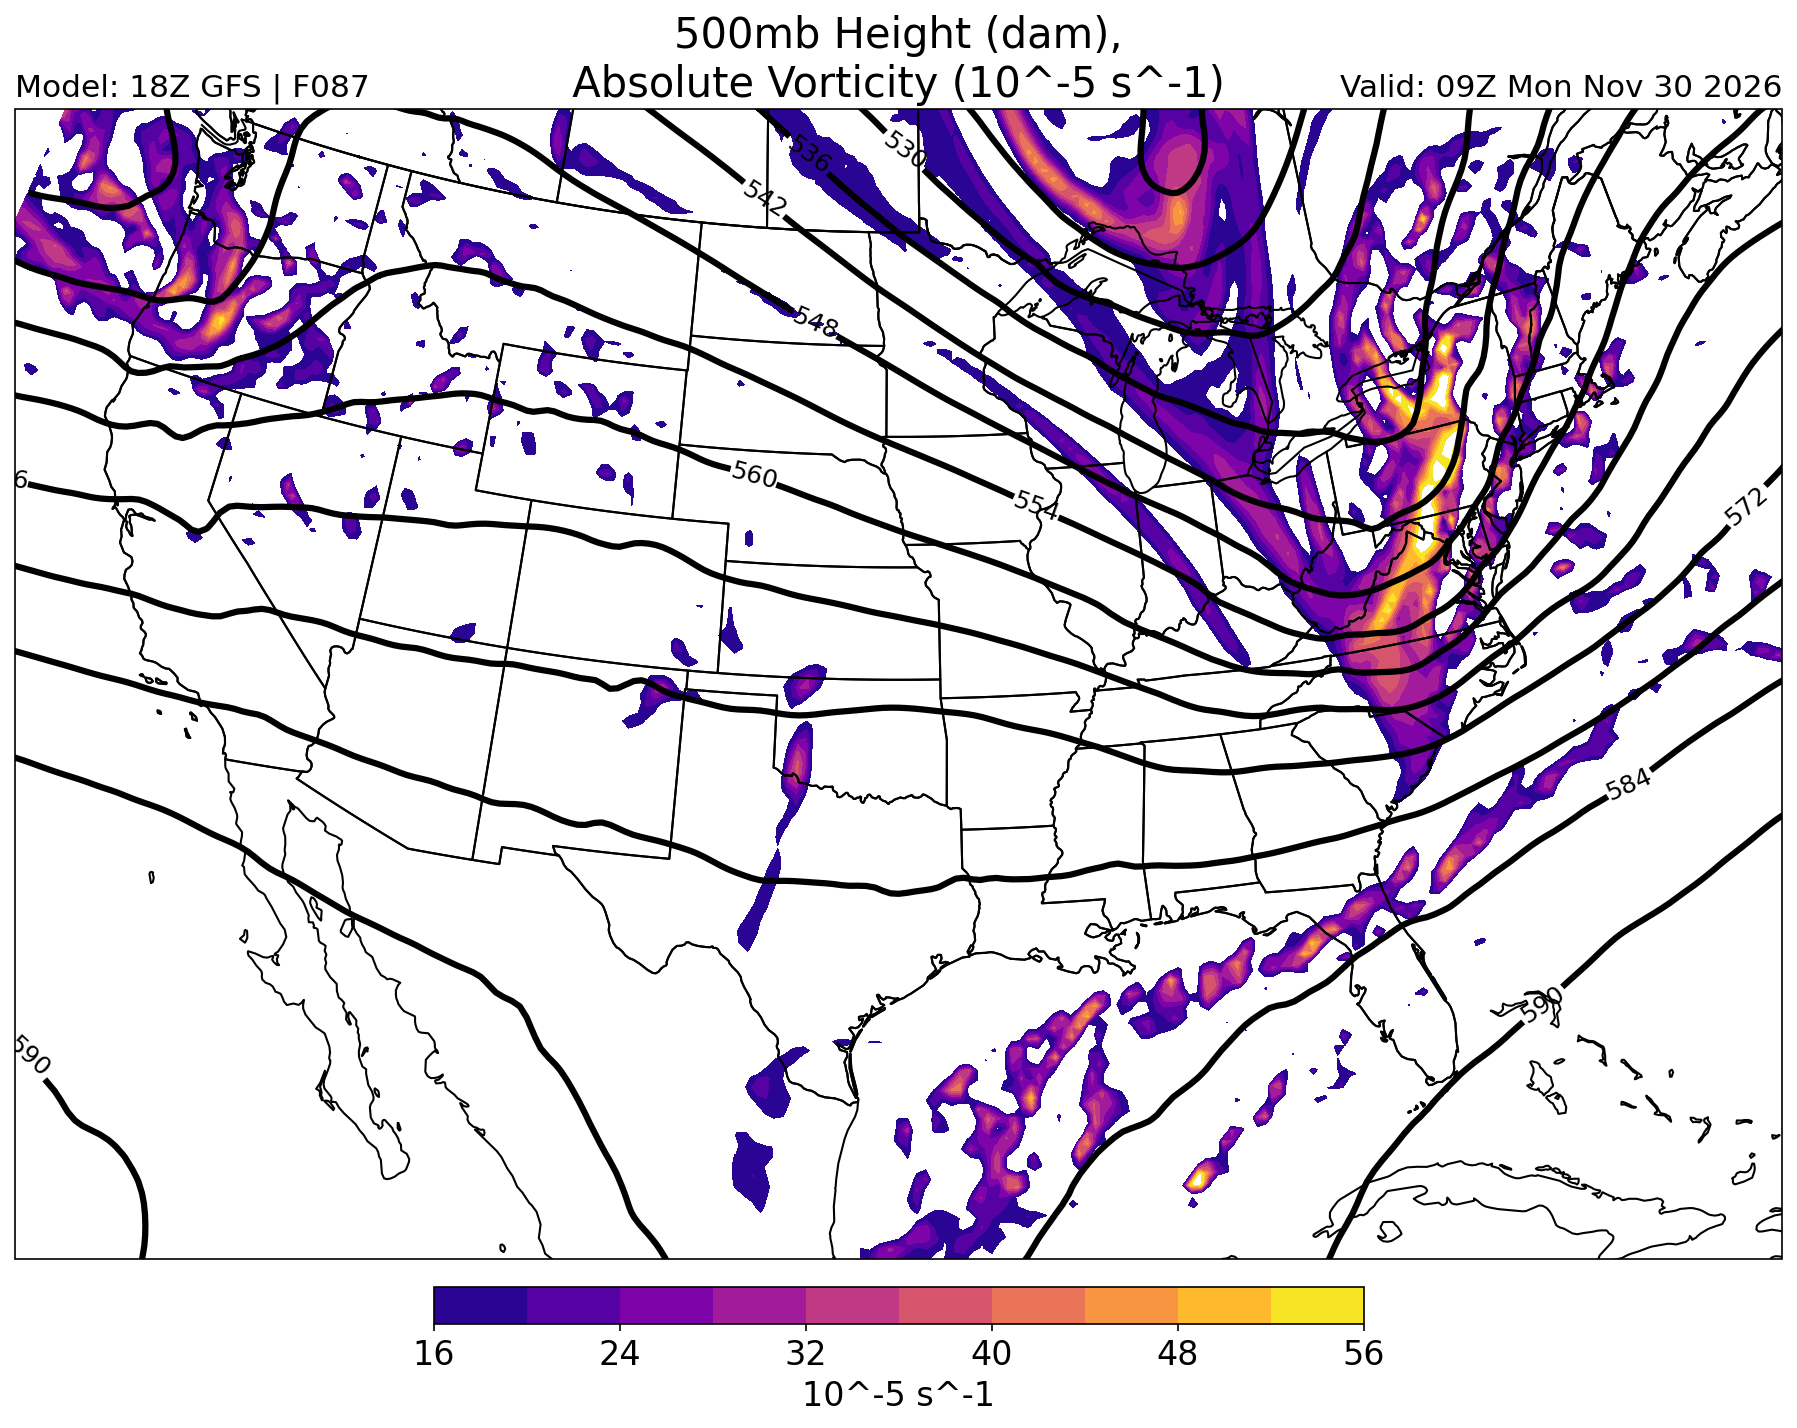 500mb Height (dam),
Absolute Vorticity (10^-5 s^-1)
Model: 18Z GFS | F087
Valid: 09Z Mon Nov 30 2026
536
530
542
548
560
554
572
584
590
590
6
16 24 32 40 48 56
10^-5 s^-1